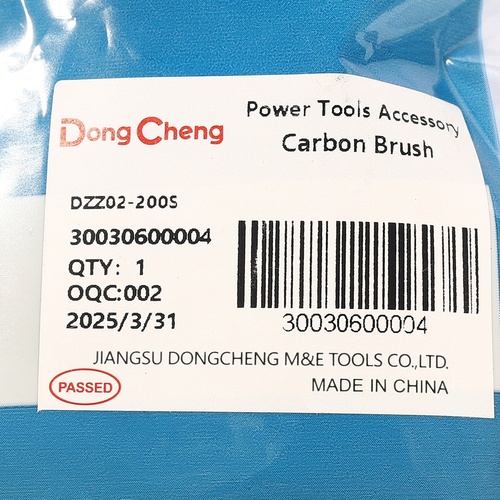 Dong Cheng
Power Tools Accessory
Carbon Brush
DZZ02-200S
30030600004
QTY: 1
OQC:002
2025/3/31
30030600004
JIANGSU DONGCHENG M&E TOOLS CO.,LTD.
PASSED
MADE IN CHINA